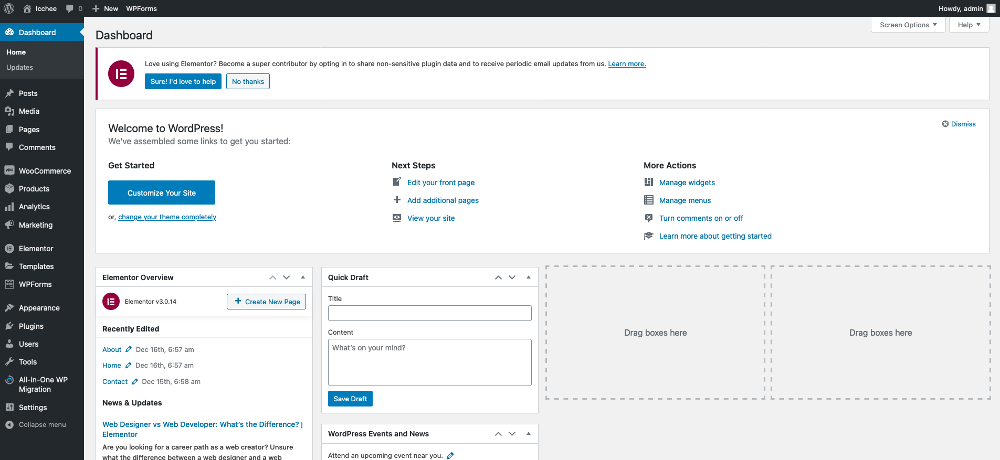 lcchee
0
New
WPForms
Howdy, admin
Dashboard
Home
Updates
Posts
Media
Pages
Comments
WooCommerce
Products
Analytics
Marketing
Elementor
Templates
WPForms
Appearance
Plugins
Users
Tools
All-in-One WP
Migration
Settings
Collapse menu
Screen Options
Help
Dashboard
Love using Elementor? Become a super contributor by opting in to share non-sensitive plugin data and to receive periodic email updates from us. Learn more.
Sure! I'd love to help
No thanks
Welcome to WordPress!
We’ve assembled some links to get you started:
Dismiss
Get Started
Customize Your Site
or, change your theme completely
Next Steps
Edit your front page
Add additional pages
View your site
More Actions
Manage widgets
Manage menus
Turn comments on or off
Learn more about getting started
Elementor Overview
Elementor v3.0.14
Create New Page
Recently Edited
About Dec 16th, 6:57 am
Home Dec 16th, 6:57 am
Contact Dec 15th, 6:58 am
News & Updates
Web Designer vs Web Developer: What’s the Difference? |
Elementor
Are you looking for a career path as a web creator? Unsure
what the difference between a web designer and a web
Quick Draft
Title
Content
What’s on your mind?
Save Draft
WordPress Events and News
Attend an upcoming event near you.
Drag boxes here
Drag boxes here